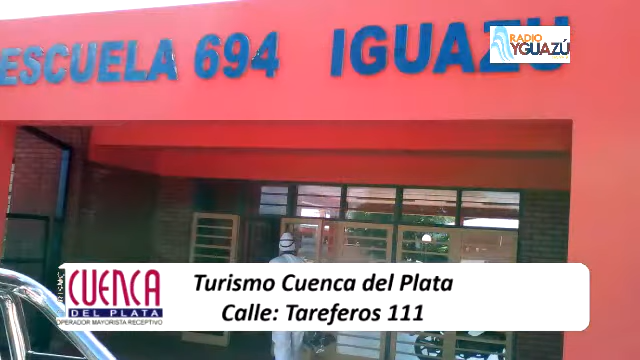 ESCUELA 694 IGUAZU
RADIO
YGUAZÚ
CUENCA
DEL PLATA
OPERADOR MAYORISTA RECEPTIVO
Turismo Cuenca del Plata
Calle: Tareferos 111